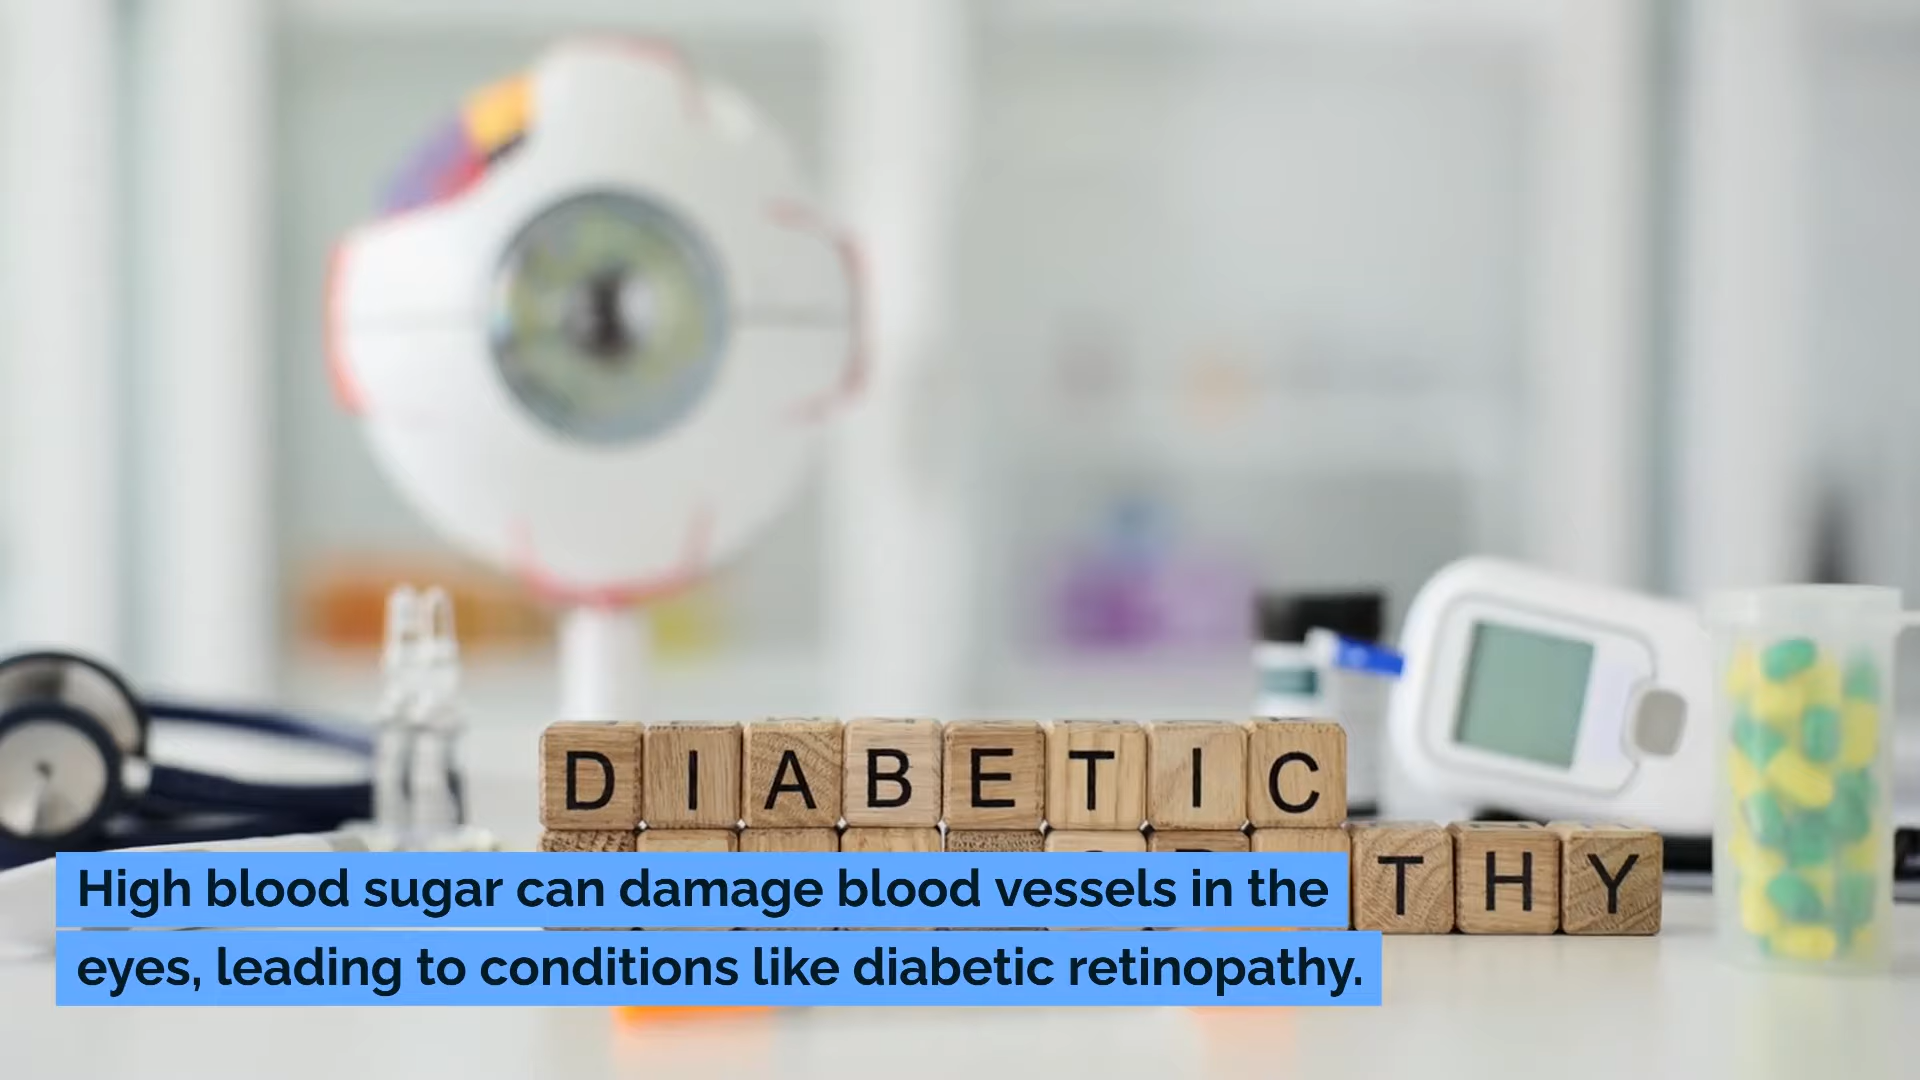 DIABETIC
THY
High blood sugar can damage blood vessels in the
eyes, leading to conditions like diabetic retinopathy.